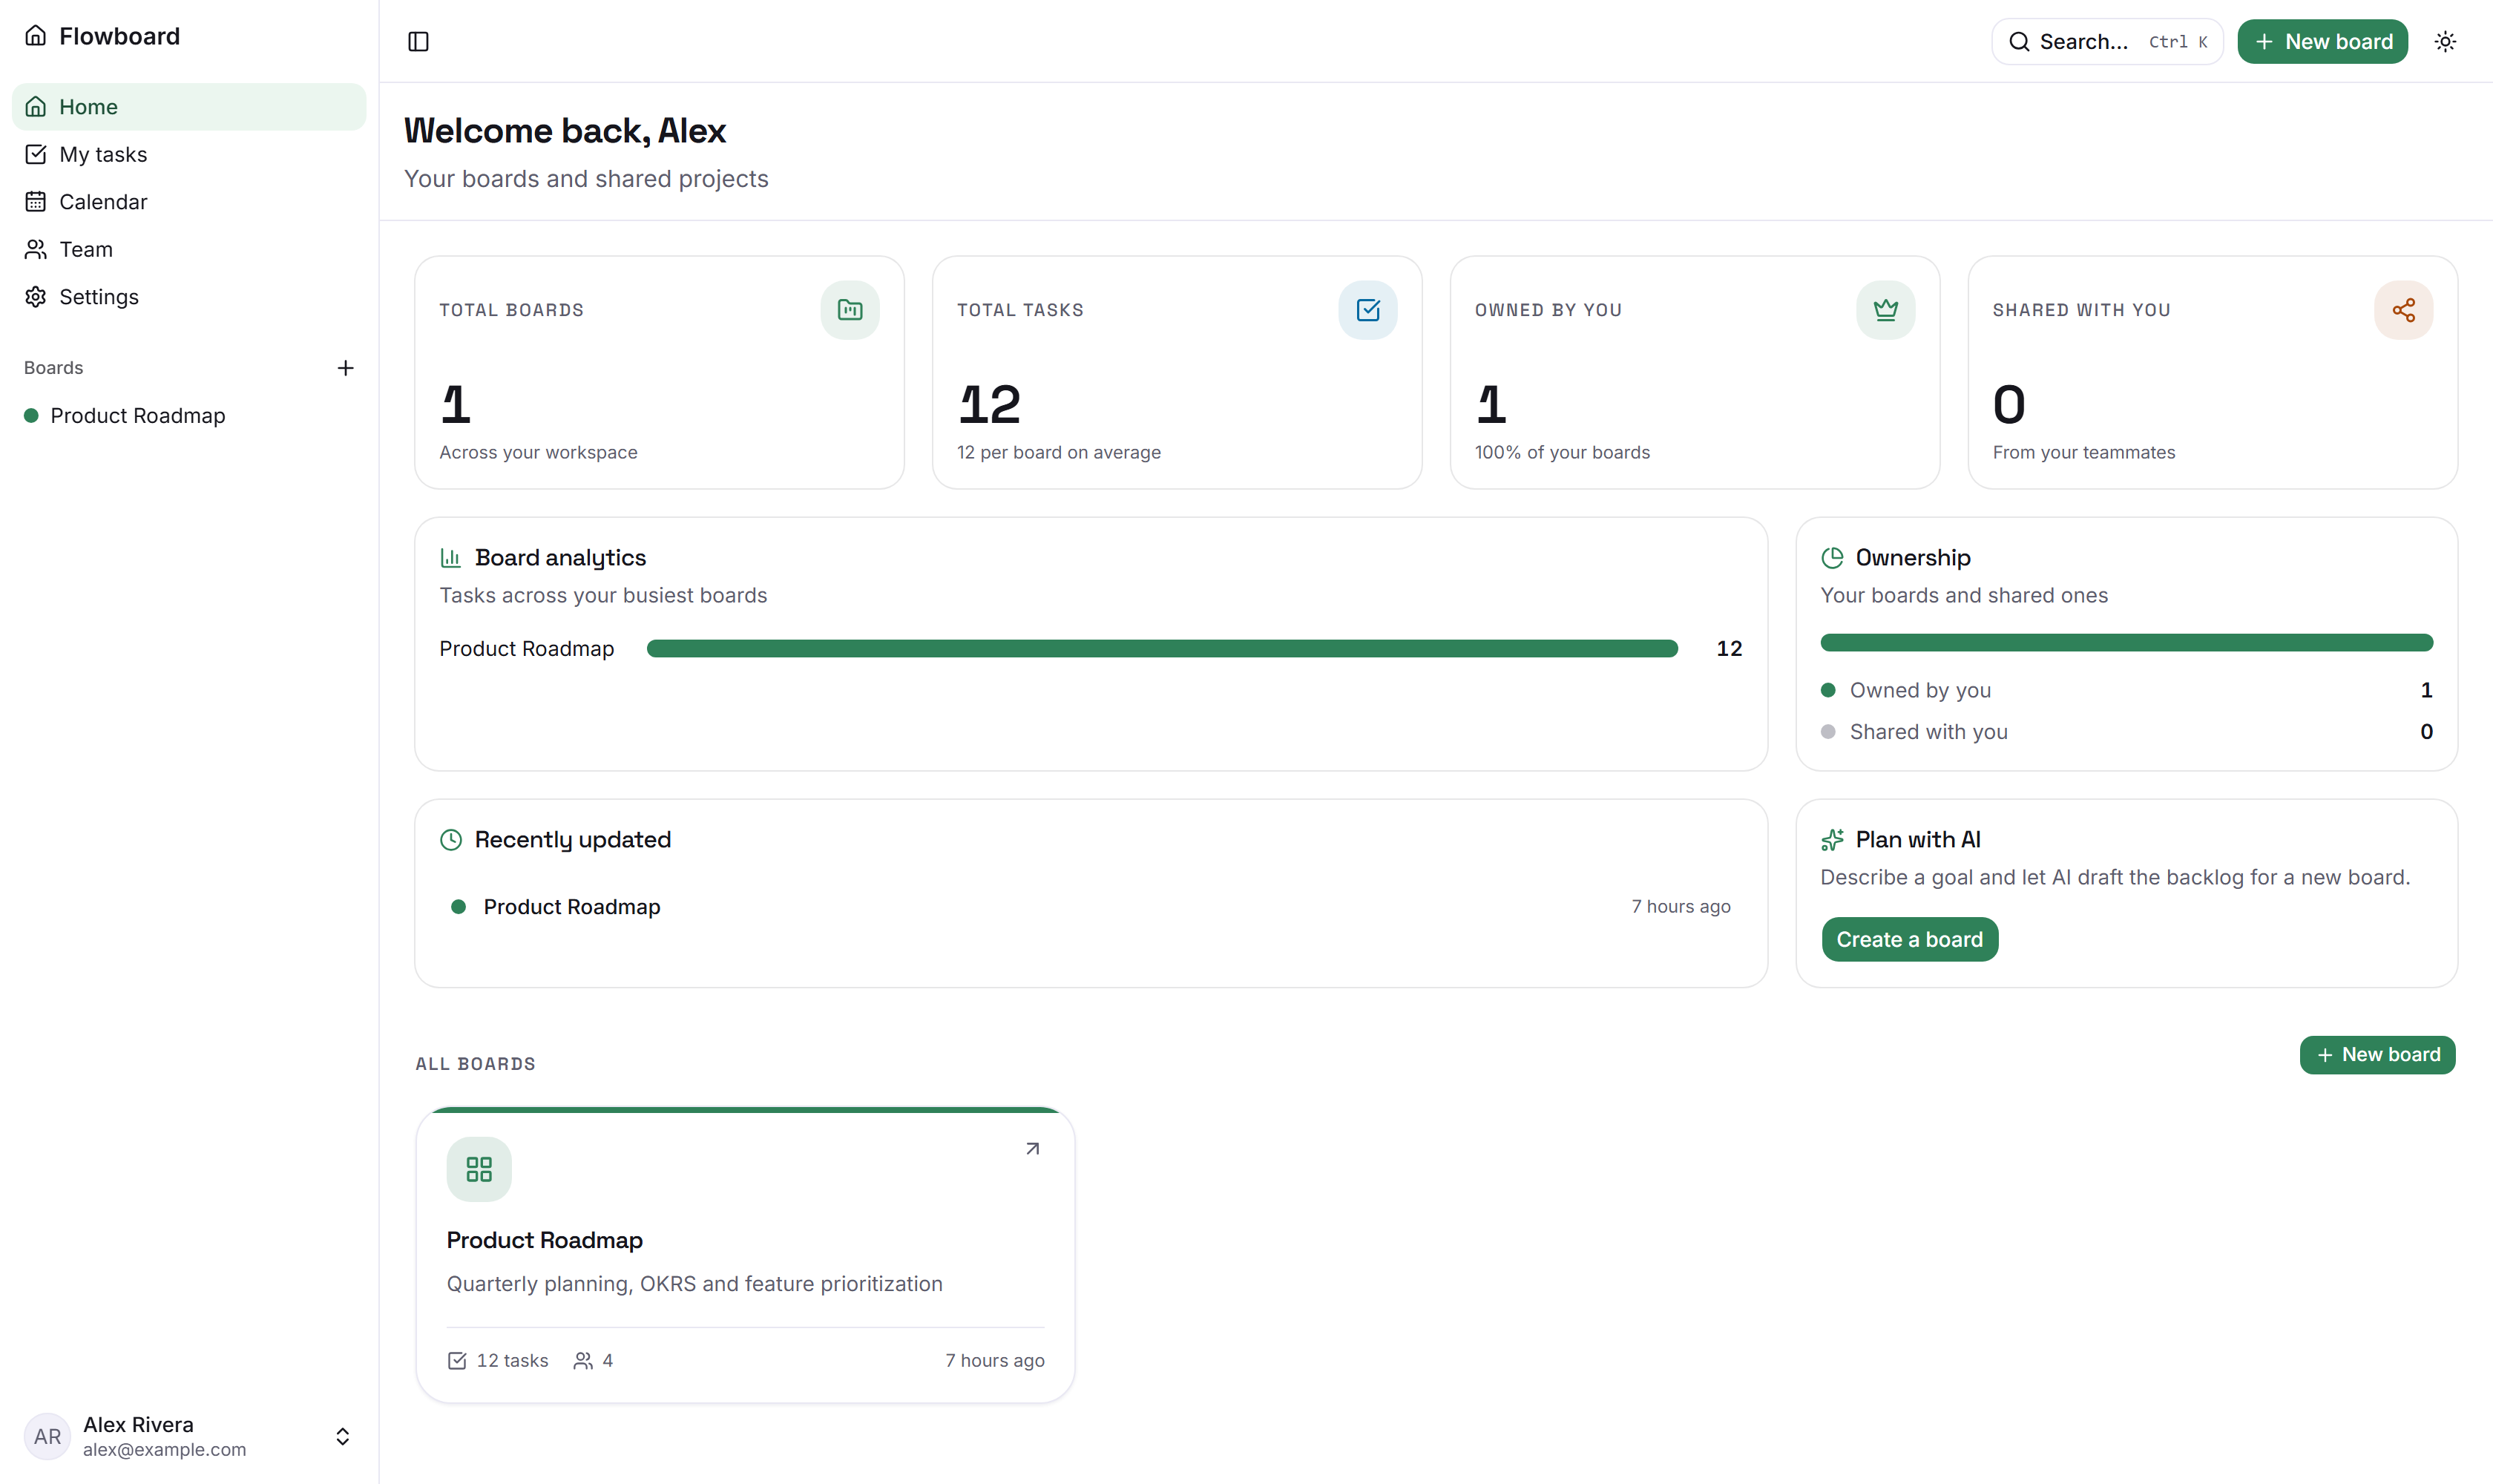 Flowboard
Home
My tasks
Calendar
Team
Settings
Boards
Product Roadmap
Alex Rivera
AR
alex@example.com
Search... Ctrl K
New board
Welcome back, Alex
Your boards and shared projects
TOTAL BOARDS
1
Across your workspace
TOTAL TASKS
12
12 per board on average
OWNED BY YOU
1
100% of your boards
SHARED WITH YOU
0
From your teammates
Board analytics
Tasks across your busiest boards
Product Roadmap 12
Ownership
Your boards and shared ones
Owned by you 1
Shared with you 0
Recently updated
Product Roadmap 7 hours ago
Plan with AI
Describe a goal and let AI draft the backlog for a new board.
Create a board
ALL BOARDS
New board
Product Roadmap
Quarterly planning, OKRS and feature prioritization
12 tasks 4 7 hours ago